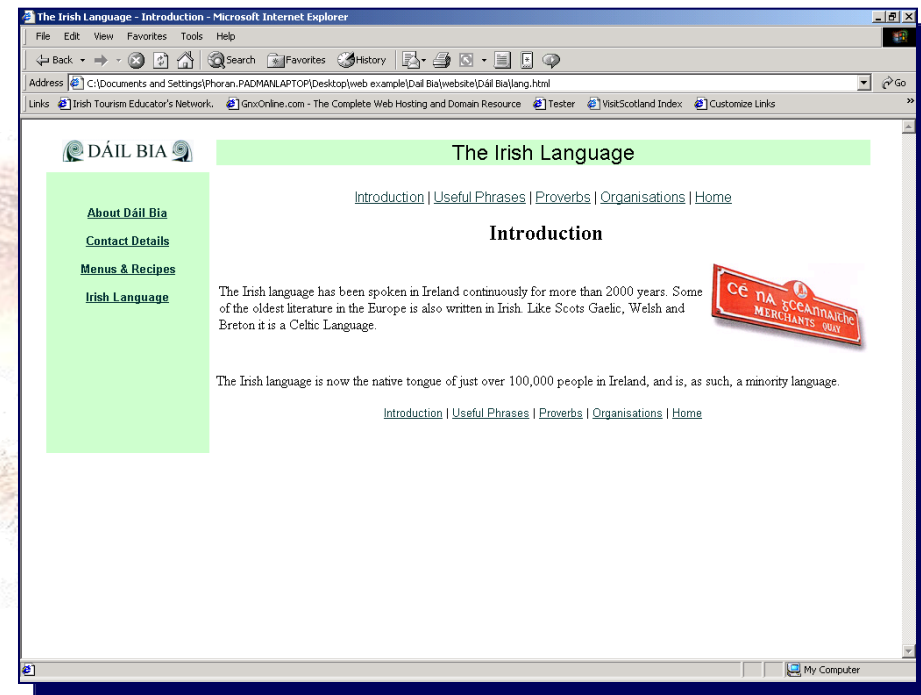 The Irish Language - Introduction - Microsoft Internet Explorer
File Edit View Favorites Tools Help
Back Search Favorites History
Address C:\Documents and Settings\Phoran.PADMANLAPTOP\Desktop\web example\Dail Bia\website\Dáil Bia\lang.html Go
Links Irish Tourism Educator's Network. GnxOnline.com - The Complete Web Hosting and Domain Resource Tester VisitScotland Index Customize Links »
DÁIL BIA
The Irish Language
Introduction | Useful Phrases | Proverbs | Organisations | Home
About Dáil Bia
Contact Details
Menus & Recipes
Irish Language
Introduction
The Irish language has been spoken in Ireland continuously for more than 2000 years. Some
of the oldest literature in the Europe is also written in Irish. Like Scots Gaelic, Welsh and
Breton it is a Celtic Language.
Cé na gCeannaithe
MERCHANTS QUAY
The Irish language is now the native tongue of just over 100,000 people in Ireland, and is, as such, a minority language.
Introduction | Useful Phrases | Proverbs | Organisations | Home
My Computer